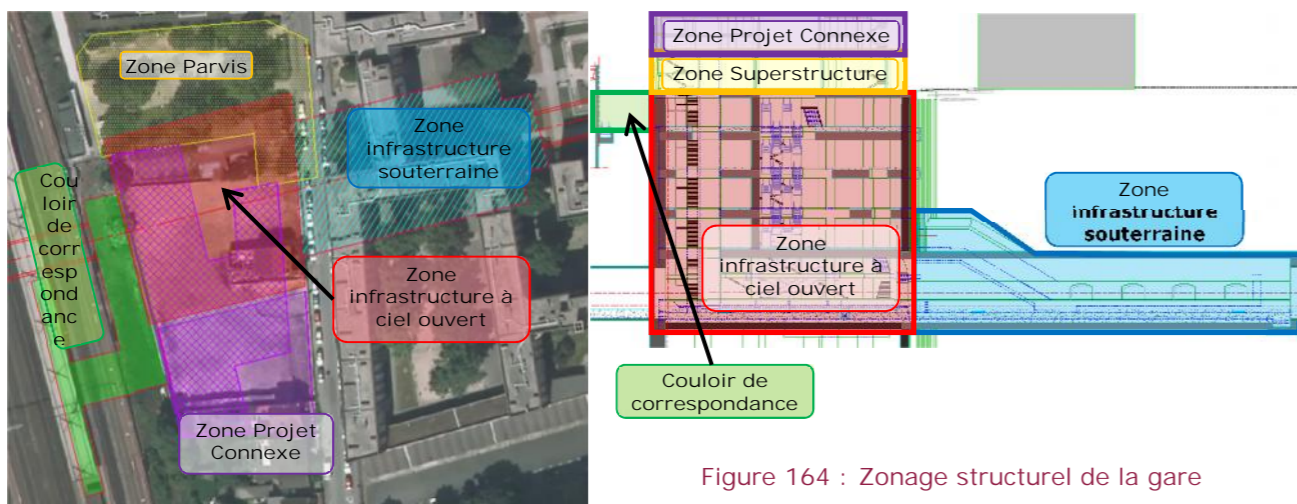 Zone Parvis
Zone
infrastructure
souterraine
Cou
loir
de
corr
esp
ond
anc
e
Zone
infrastructure à
ciel ouvert
Zone Projet
Connexe
Zone Projet Connexe
Zone Superstructure
Zone
infrastructure à
ciel ouvert
Zone
infrastructure
souterraine
Couloir de
correspondance
Figure 164 : Zonage structurel de la gare